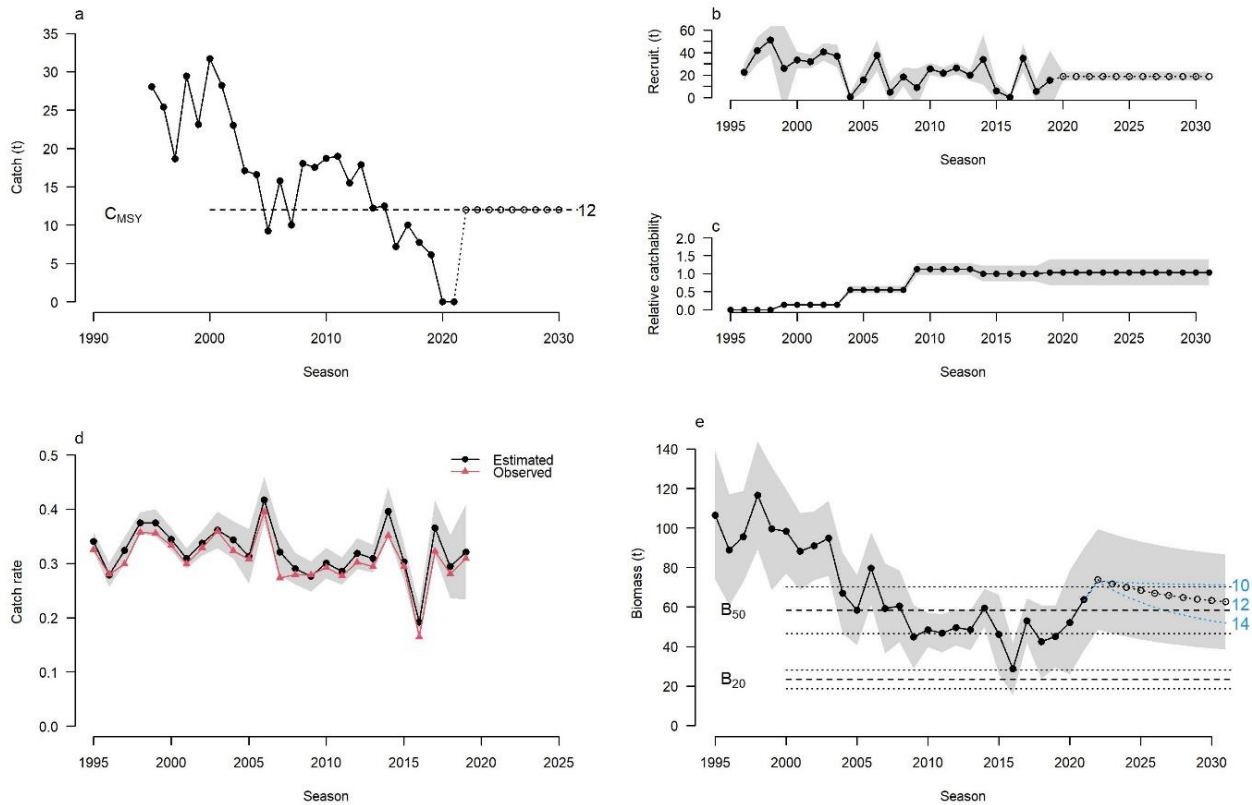 a
Catch (t)
35
30
25
20
15
10
5
0
C_MSY
12
1990 2000 2010 2020 2030
Season
b
Recruit. (t)
60
40
20
0
1995 2000 2005 2010 2015 2020 2025 2030
Season
c
Relative catchability
2.0
1.5
1.0
0.5
0.0
1995 2000 2005 2010 2015 2020 2025 2030
Season
d
Catch rate
0.5
0.4
0.3
0.2
0.1
0.0
Estimated
Observed
1995 2000 2005 2010 2015 2020 2025
Season
e
Biomass (t)
140
120
100
80
60
40
20
0
B50
B20
10
12
14
1995 2000 2005 2010 2015 2020 2025 2030
Season